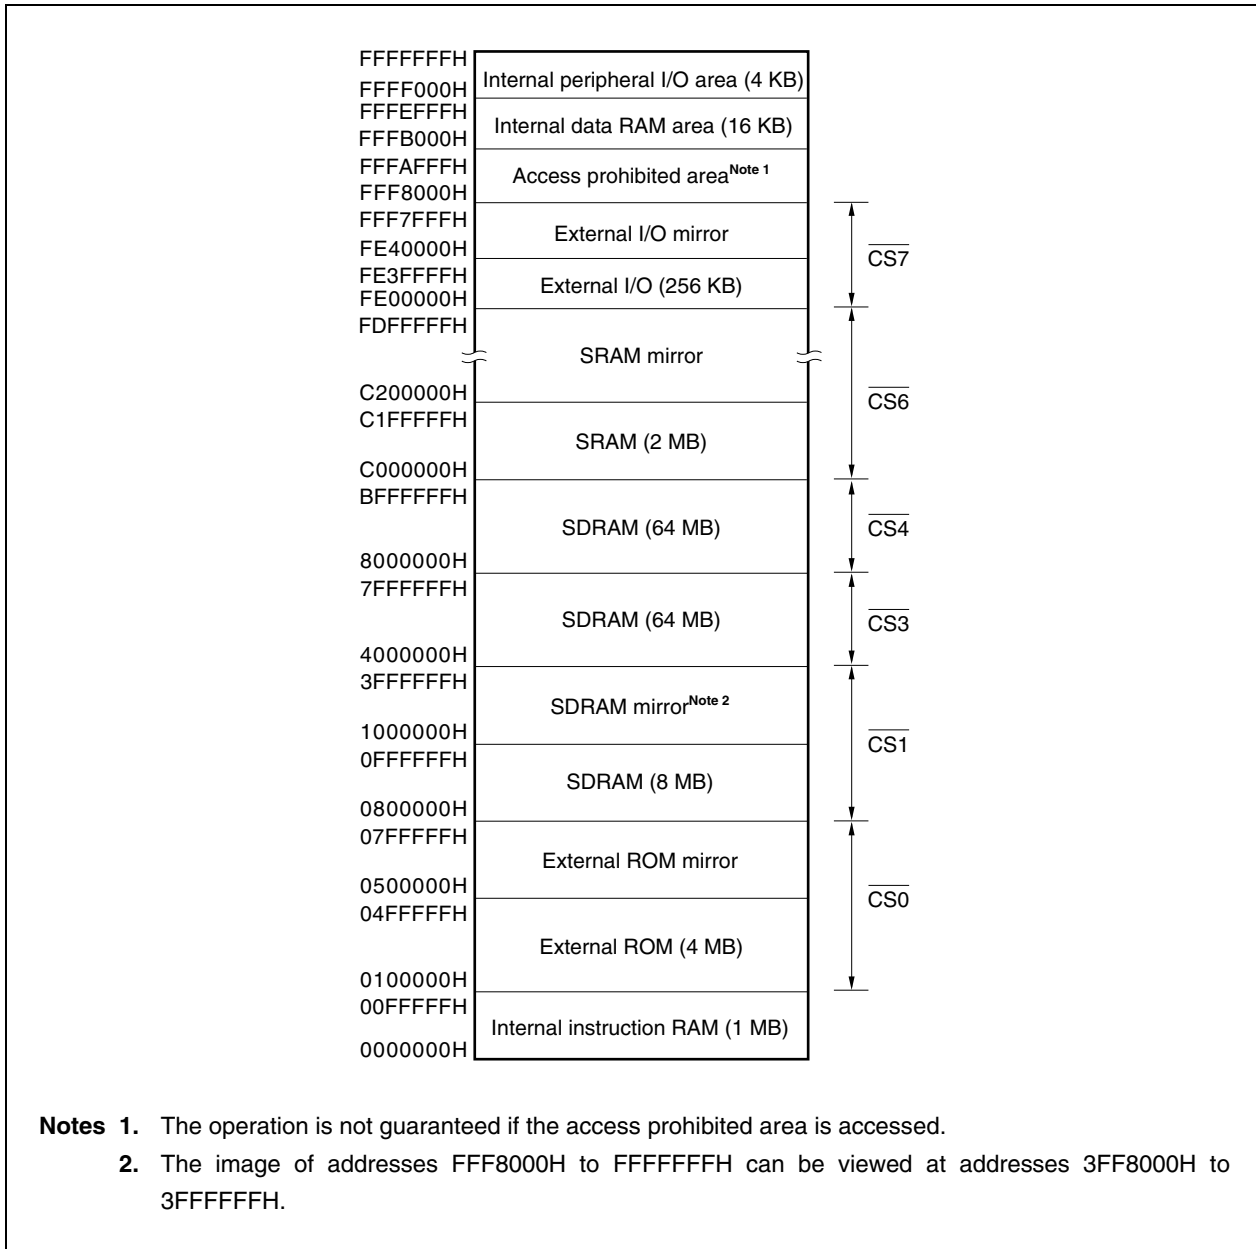 FFFFFFFH
Internal peripheral I/O area (4 KB)
FFFF000H
FFFEFFFH
Internal data RAM area (16 KB)
FFFB000H
FFFAFFFH
Access prohibited areaNote 1
FFF8000H
FFF7FFFH
External I/O mirror
FE40000H
CS7
FE3FFFFH
External I/O (256 KB)
FE00000H
FDFFFFFH
SRAM mirror
C200000H
CS6
C1FFFFFH
SRAM (2 MB)
C000000H
BFFFFFFH
SDRAM (64 MB)
CS4
8000000H
7FFFFFFH
SDRAM (64 MB)
CS3
4000000H
3FFFFFFH
SDRAM mirrorNote 2
1000000H
CS1
0FFFFFFH
SDRAM (8 MB)
0800000H
07FFFFFH
External ROM mirror
0500000H
CS0
04FFFFFH
External ROM (4 MB)
0100000H
00FFFFFH
Internal instruction RAM (1 MB)
0000000H
Notes 1. The operation is not guaranteed if the access prohibited area is accessed.
2. The image of addresses FFF8000H to FFFFFFFH can be viewed at addresses 3FF8000H to
3FFFFFFH.